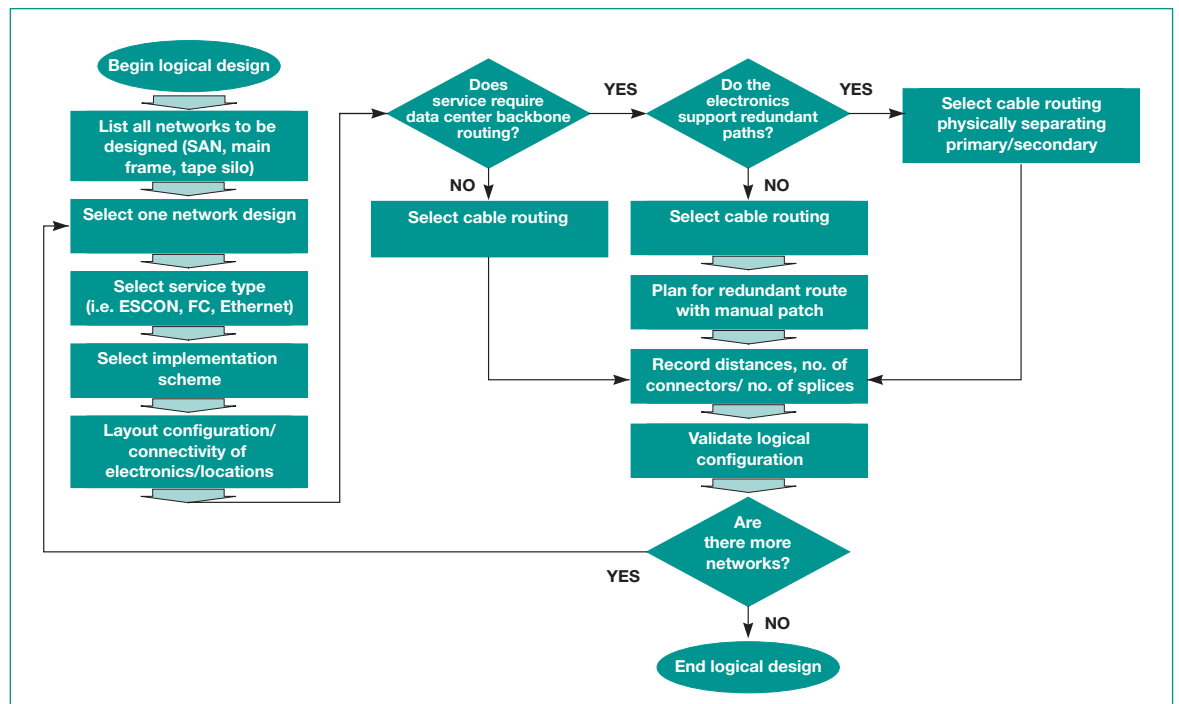 Begin logical design
List all networks to be
designed (SAN, main
frame, tape silo)
Select one network design
Select service type
(i.e. ESCON, FC, Ethernet)
Select implementation
scheme
Layout configuration/
connectivity of
electronics/locations
Does
service require
data center backbone
routing?
YES
NO
Select cable routing
Do the
electronics
support redundant
paths?
YES
NO
Select cable routing physically separating
primary/secondary
Select cable routing
Plan for redundant route
with manual patch
Record distances, no. of
connectors/ no. of splices
Validate logical
configuration
Are
there more
networks?
YES
NO
End logical design